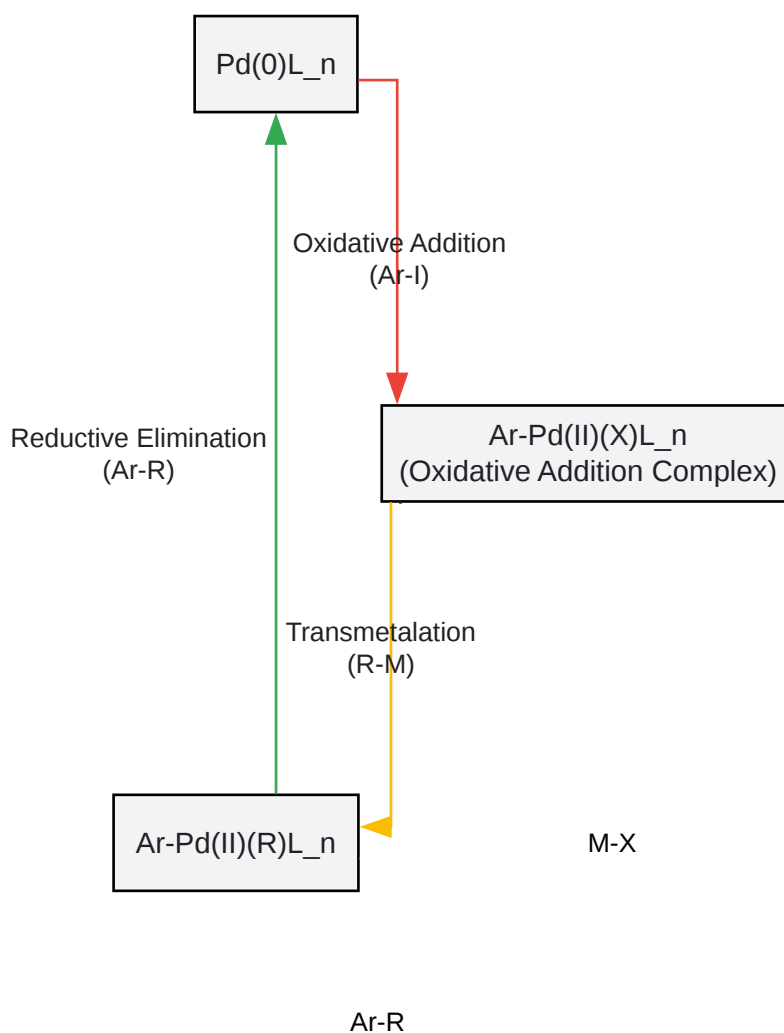 Pd(0)L_n
Oxidative Addition
(Ar-I)
Reductive Elimination
(Ar-R)
Ar-Pd(II)(X)L_n
(Oxidative Addition Complex)
Transmetalation
(R-M)
Ar-Pd(II)(R)L_n
M-X
Ar-R